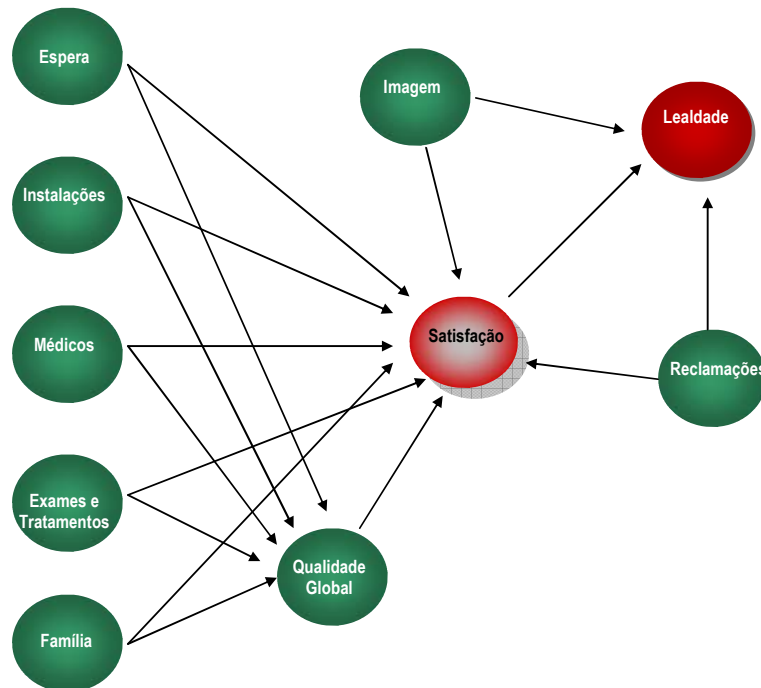 Espera
Imagem
Lealdade
Instalações
Satisfação
Médicos
Reclamações
Exames e
Tratamentos
Qualidade
Global
Família